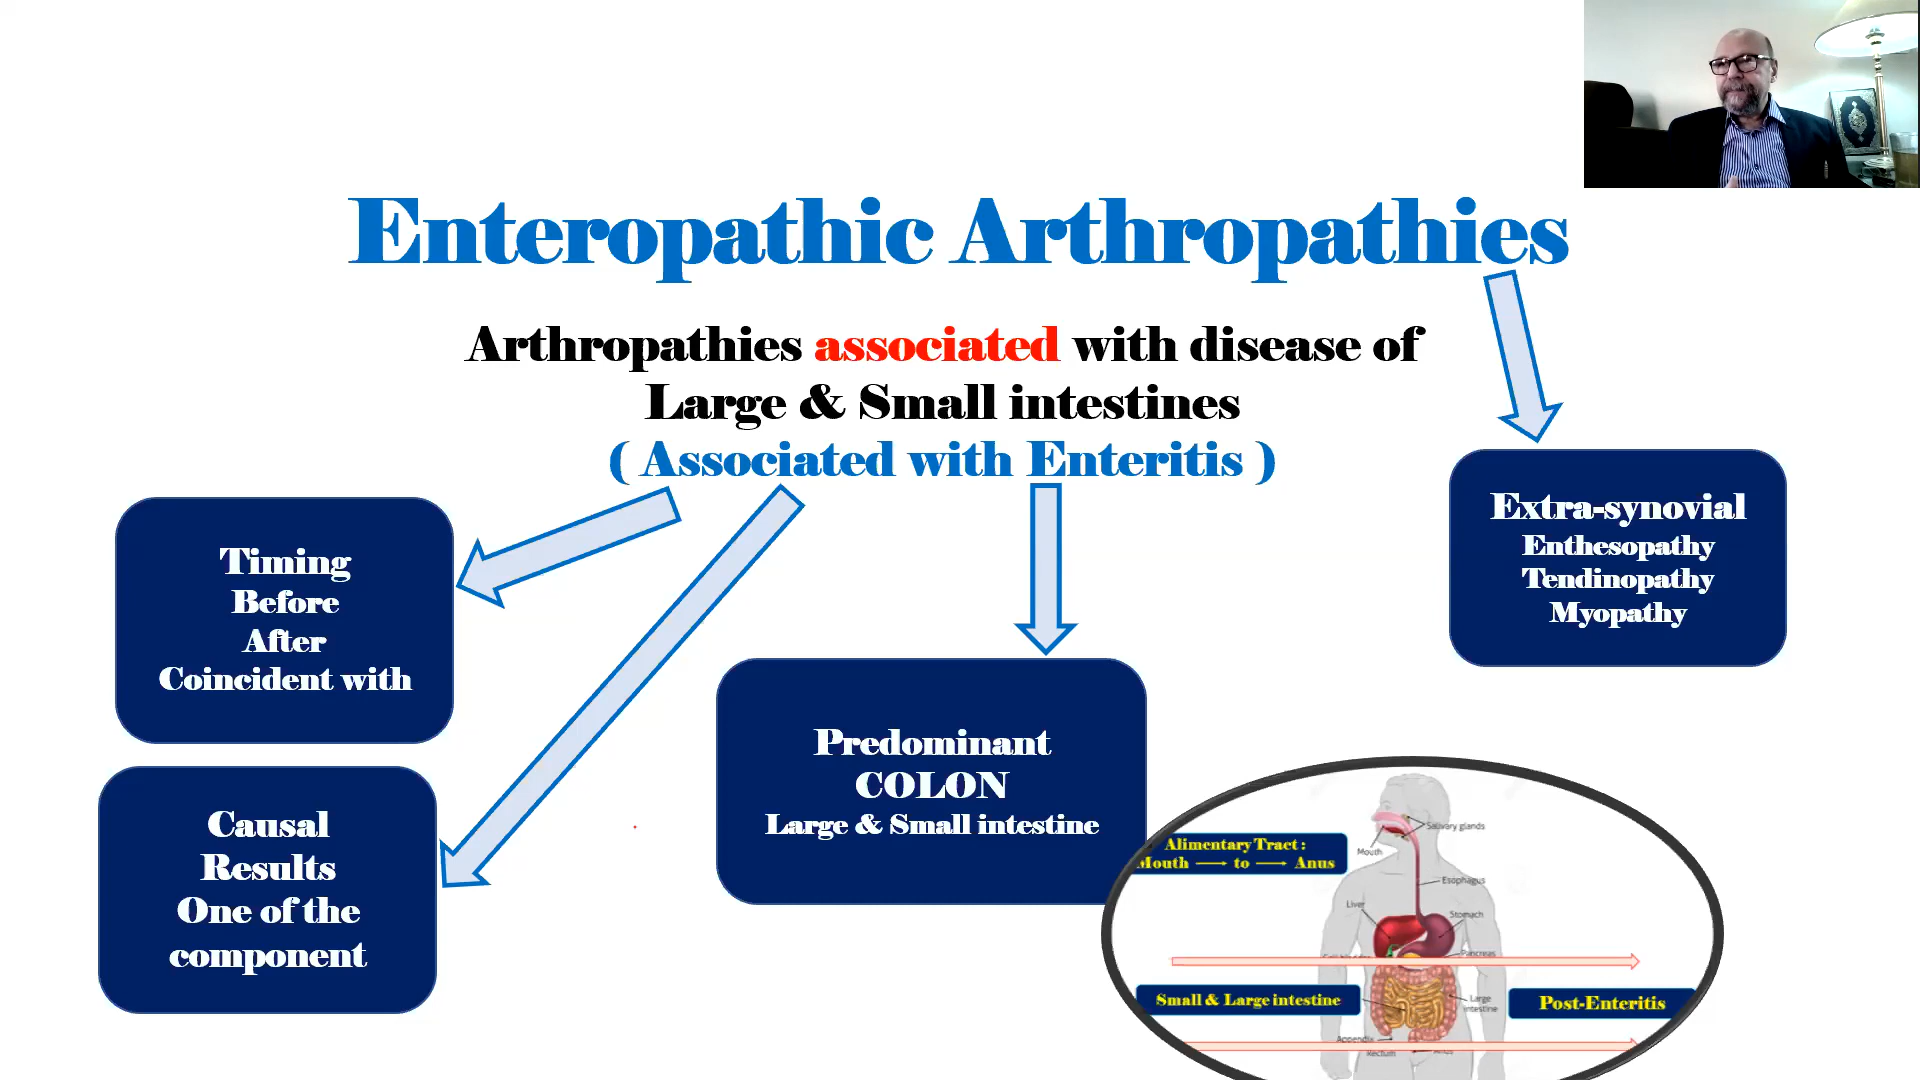 Enteropathic Arthropathies
Arthropathies associated with disease of
Large & Small intestines
( Associated with Enteritis )
Timing
Before
After
Coincident with
Causal
Results
One of the
component
Predominant
COLON
Large & Small intestine
Extra-synovial
Enthesopathy
Tendinopathy
Myopathy
Alimentary Tract :
Mouth to Anus
Salivary glands
Mouth
Esophagus
Liver
Stomach
Pancreas
Small & Large intestine
Large
intestine
Post-Enteritis
Appendix
Rectum
Anus